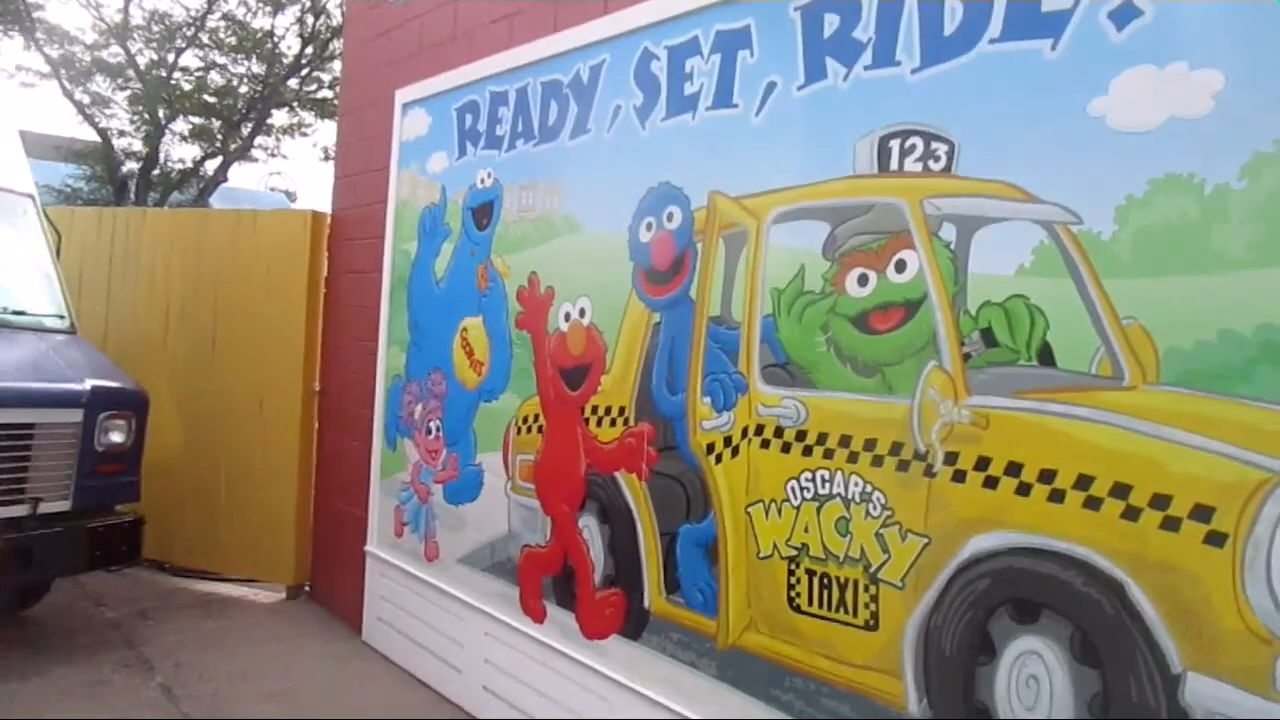 READY, SET, RIDE!
123
COOKIES
OSCAR'S
WACKY
TAXI